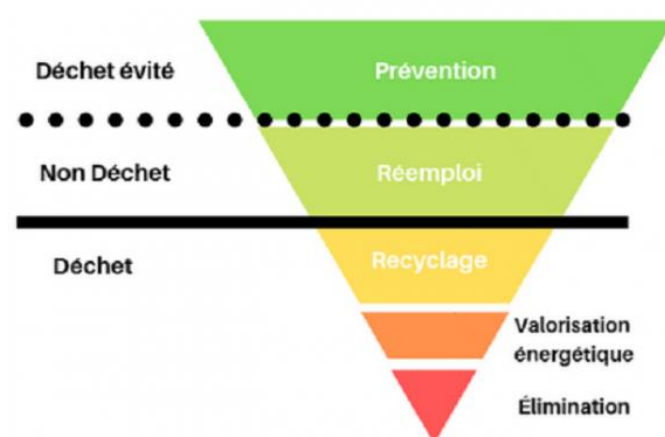 Déchet évité
Prévention
Non Déchet
Réemploi
Déchet
Recyclage
Valorisation
énergétique
Élimination